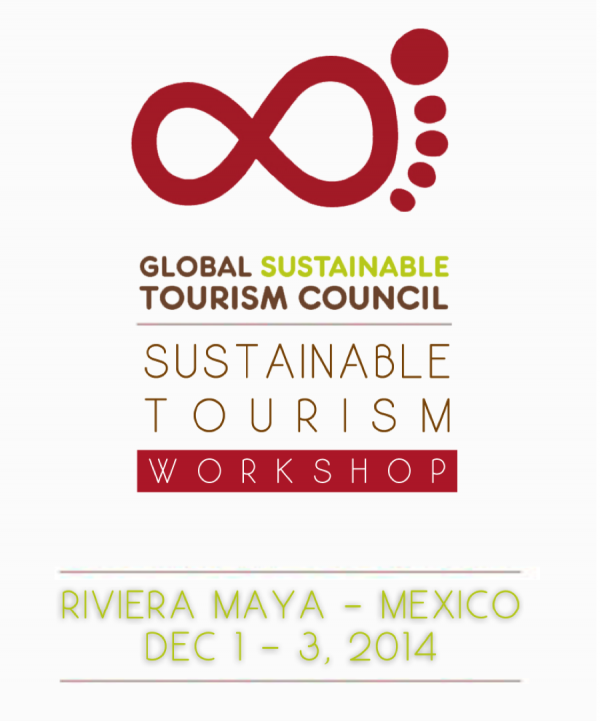 GLOBAL SUSTAINABLE
TOURISM COUNCIL
SUSTAINABLE
TOURISM
WORKSHOP
RIVIERA MAYA - MEXICO
DEC 1 - 3, 2014